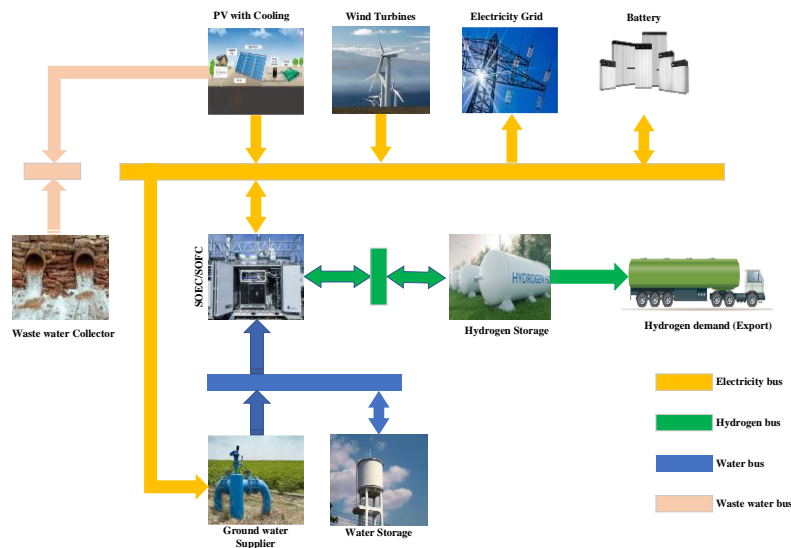 PV with Cooling
Wind Turbines
Electricity Grid
Battery
SOEC/SOFC
HYDROGEN
Waste water Collector
Hydrogen Storage
Hydrogen demand (Export)
Electricity bus
Hydrogen bus
Water bus
Waste water bus
Ground water
Supplier
Water Storage